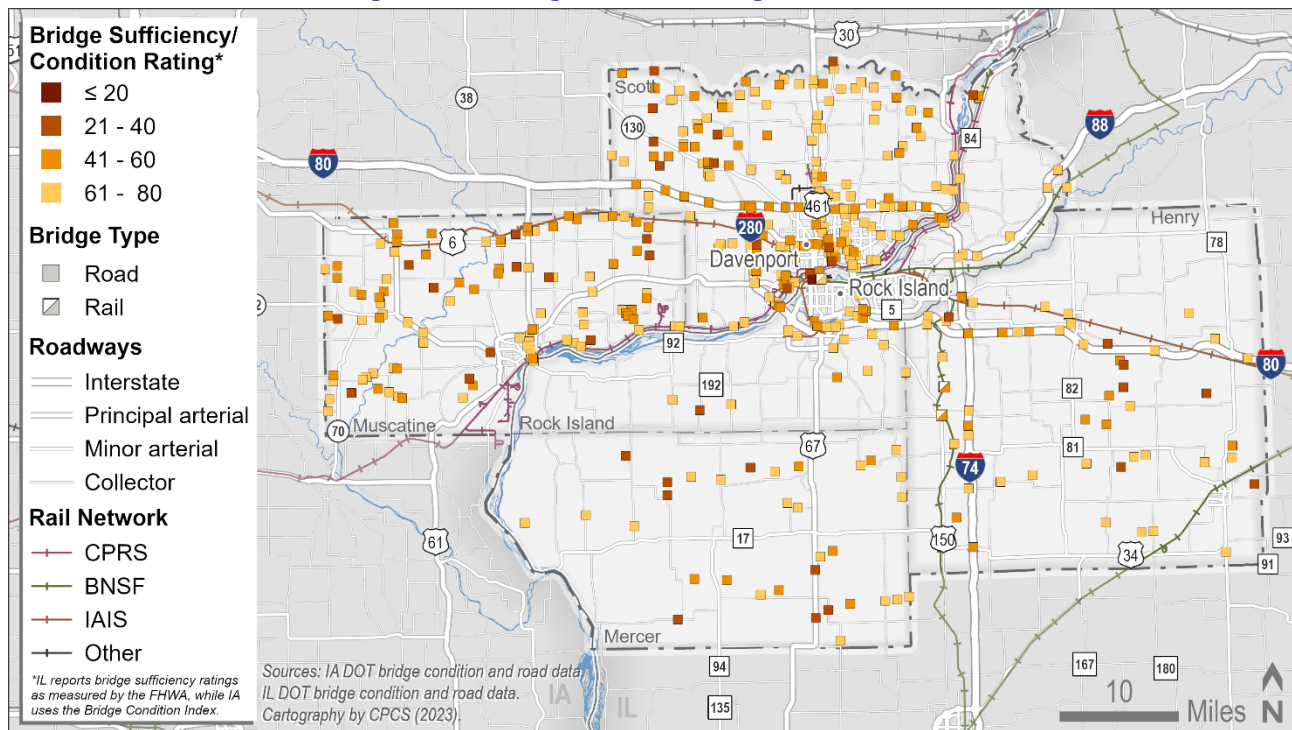 Bridge Sufficiency/
Condition Rating*
≤ 20
21 - 40
41 - 60
61 - 80
Bridge Type
Road
Rail
Roadways
Interstate
Principal arterial
Minor arterial
Collector
Rail Network
CPRS
BNSF
IAIS
Other
*IL reports bridge sufficiency ratings
as measured by the FHWA, while IA
uses the Bridge Condition Index.
30
Scott
38
130
84
88
80
461
Henry
6
280
78
Davenport
Rock Island
5
92
80
192
82
Muscatine
Rock Island
70
67
81
74
17
61
150
34
93
91
Mercer
94
167
180
135
Sources: IA DOT bridge condition and road data,
IL DOT bridge condition and road data.
Cartography by CPCS (2023).
IA
IL
10
Miles
N